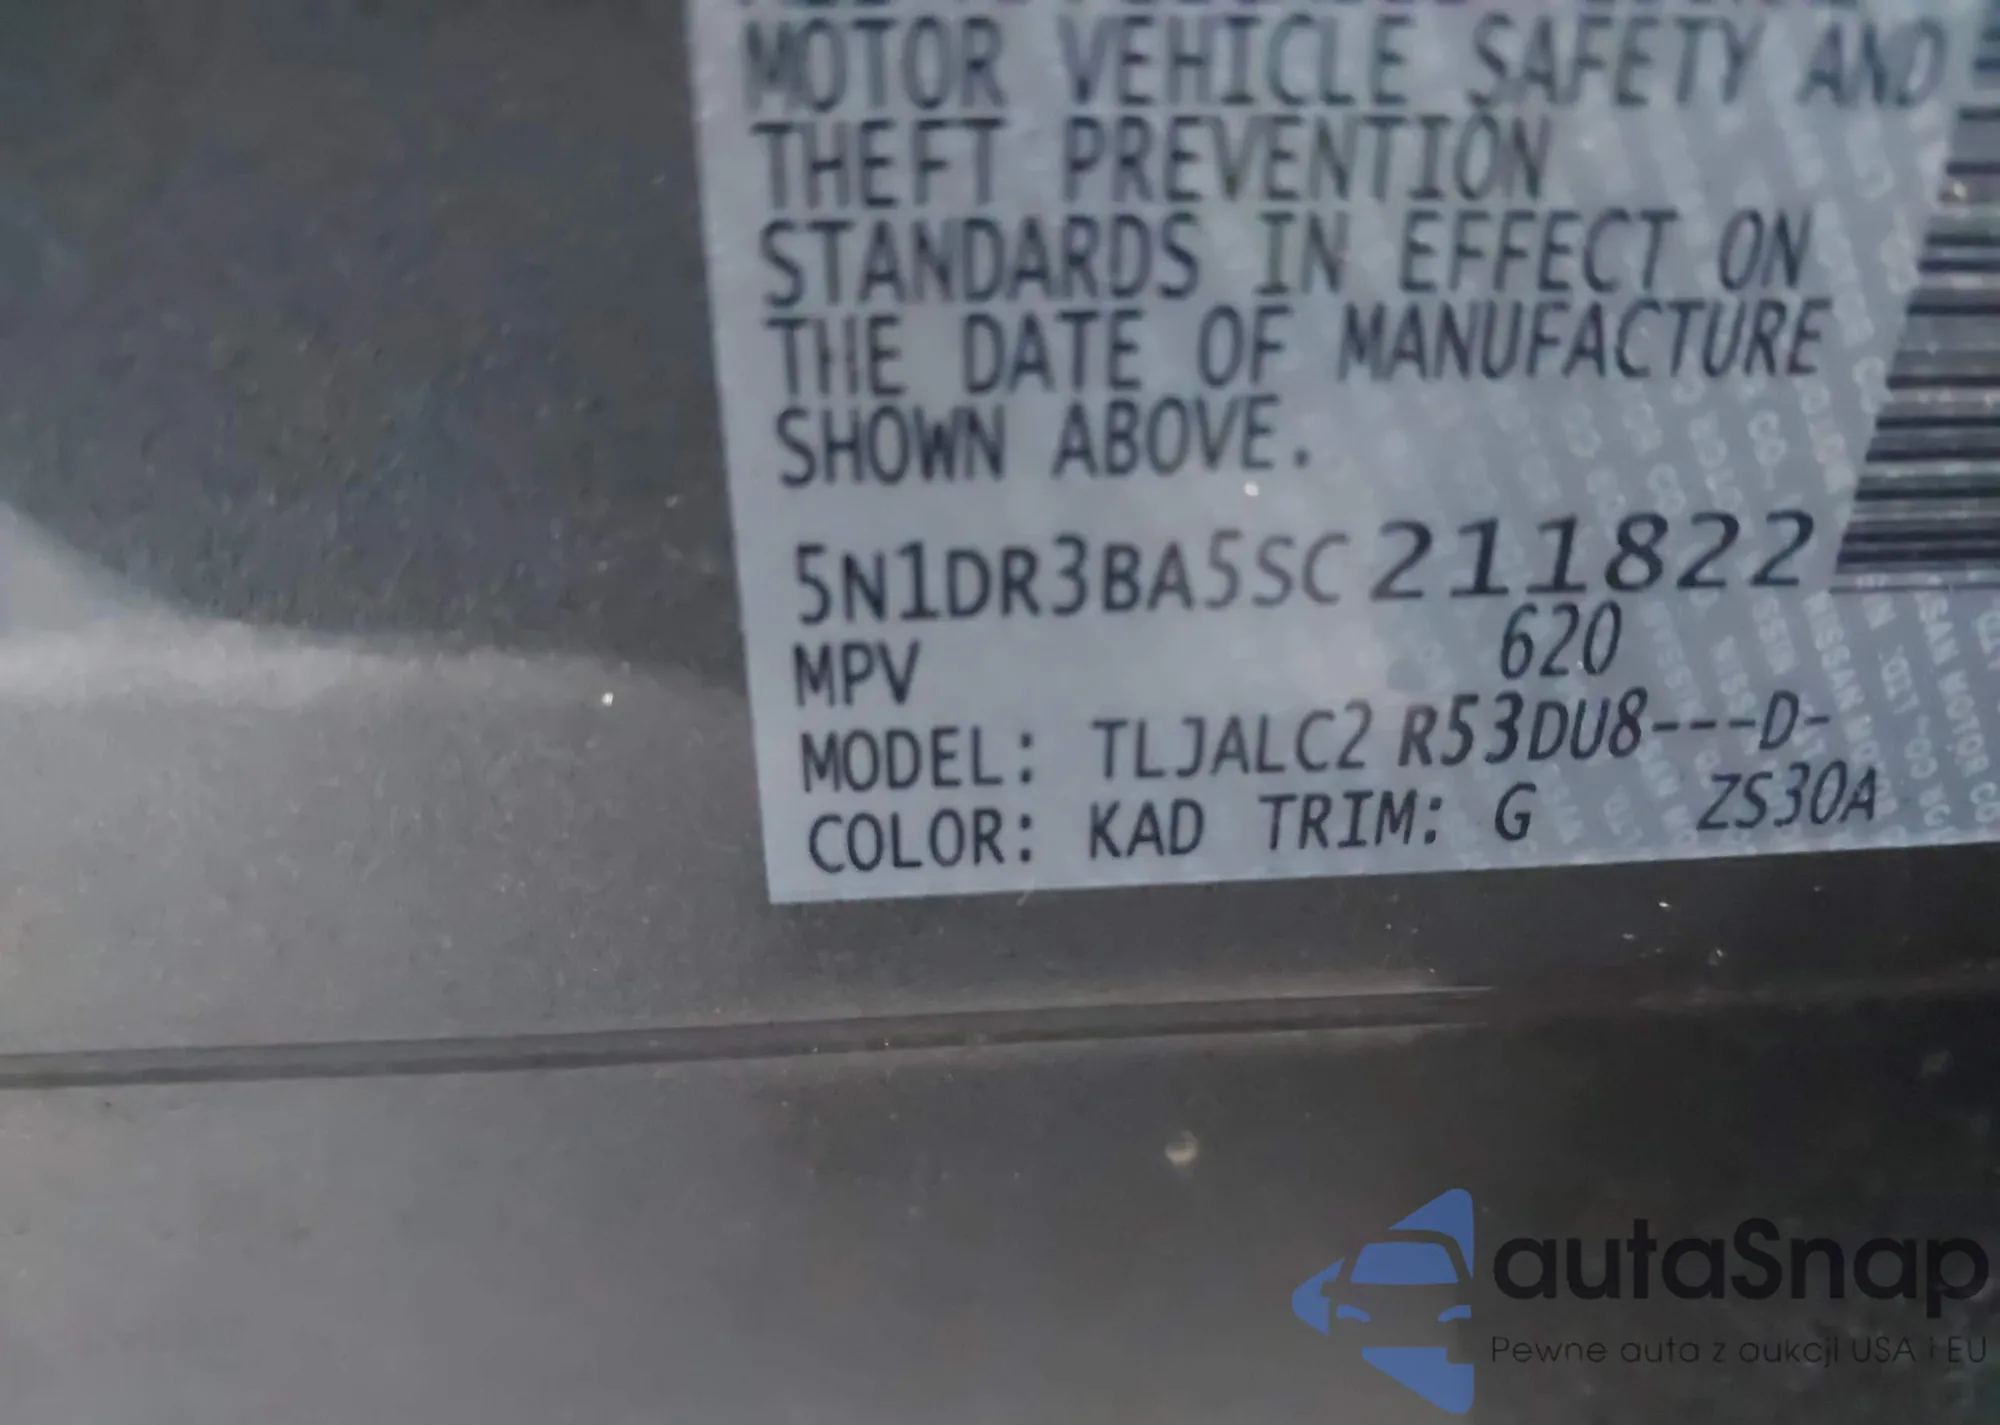 MOTOR VEHICLE SAFETY AND
THEFT PREVENTION
STANDARDS IN EFFECT ON
THE DATE OF MANUFACTURE
SHOWN ABOVE.
5N1DR3BA5SC211822
MPV 620
MODEL: TLJALC2 R53DU8---D-
COLOR: KAD TRIM: G ZS30A
autaSnap
Pewne auta z aukcji USA i EU